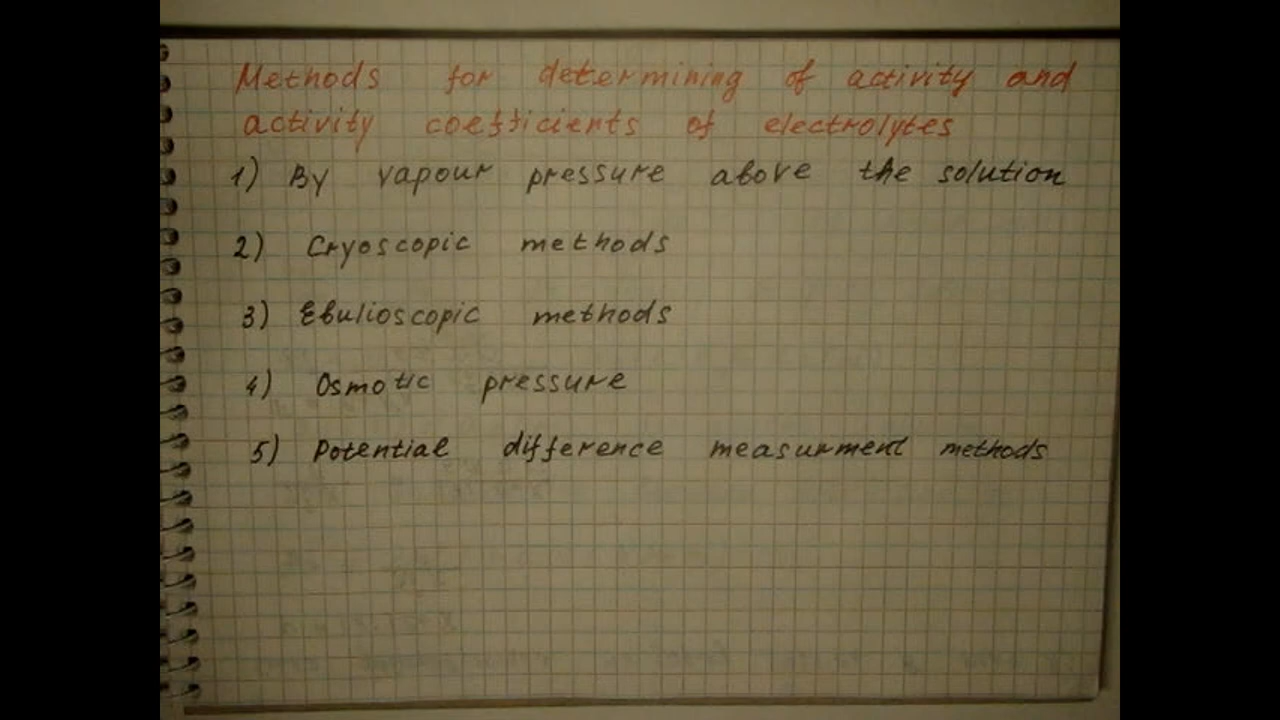 Methods for determining of activity and
activity coefficients of electrolytes
1) By vapour pressure above the solution
2) Cryoscopic methods
3) Ebulioscopic methods
4) Osmotic pressure
5) Potential difference measurment methods